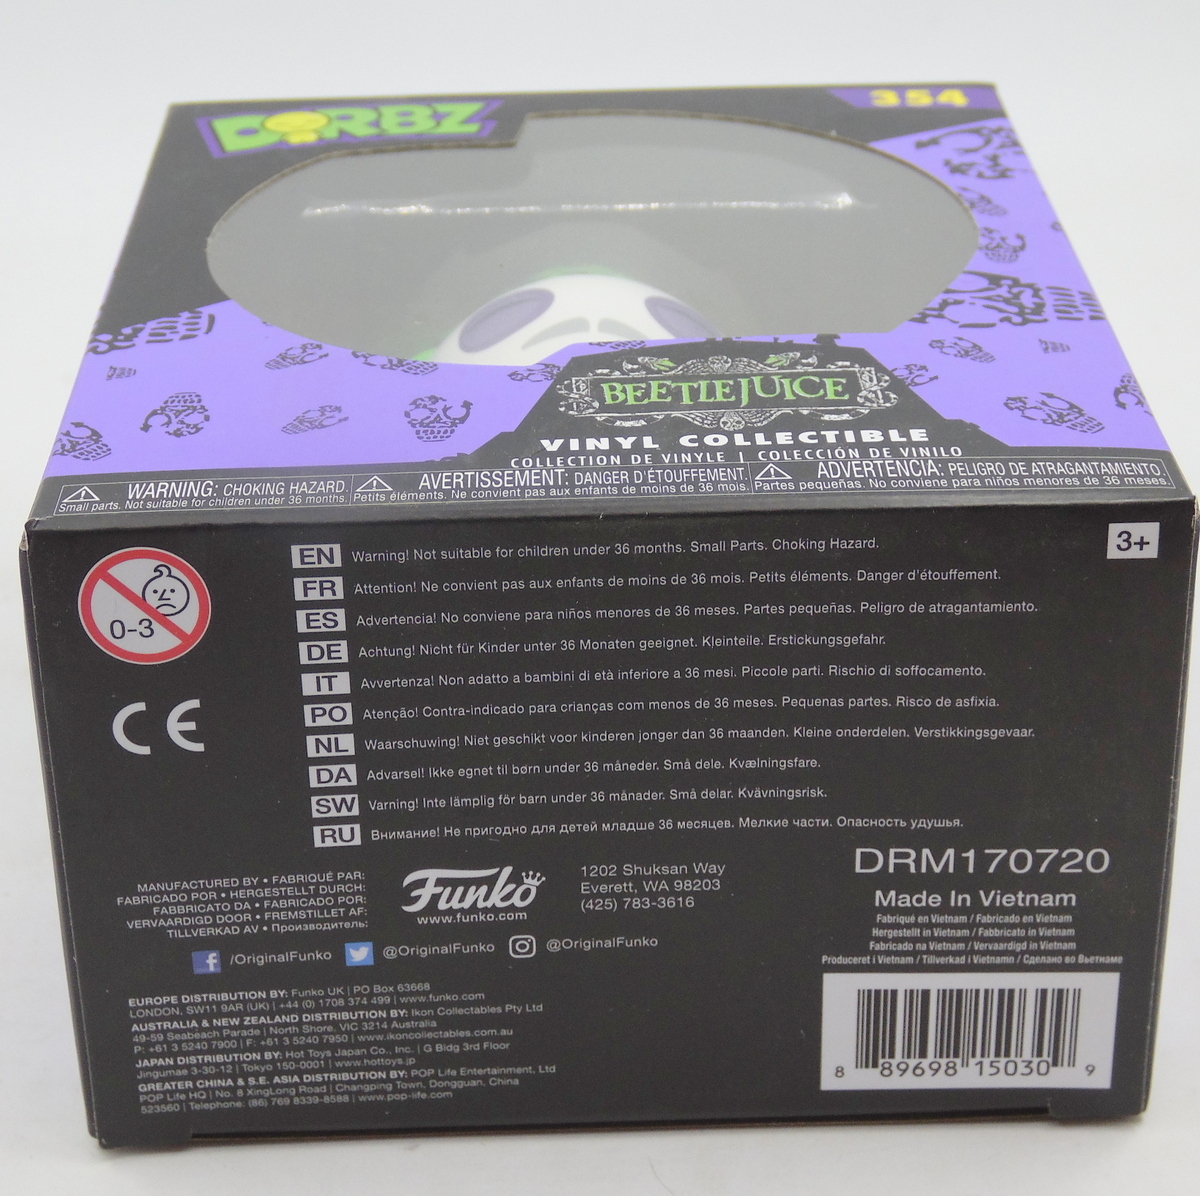 DORBZ
354
BEETLEJUICE
VINYL COLLECTIBLE
COLLECTION DE VINYLE | COLECCIÓN DE VINILO
WARNING: CHOKING HAZARD.
Small parts. Not suitable for children under 36 months.
AVERTISSEMENT: DANGER D'ÉTOUFFEMENT.
Petits éléments. Ne convient pas aux enfants de moins de 36 mois.
ADVERTENCIA: PELIGRO DE ATRAGANTAMIENTO.
Partes pequeñas. No conviene para niños menores de 36 meses.
3+
0-3
EN Warning! Not suitable for children under 36 months. Small Parts. Choking Hazard.
FR Attention! Ne convient pas aux enfants de moins de 36 mois. Petits éléments. Danger d'étouffement.
ES Advertencia! No conviene para niños menores de 36 meses. Partes pequeñas. Peligro de atragantamiento.
DE Achtung! Nicht für Kinder unter 36 Monaten geeignet. Kleinteile. Erstickungsgefahr.
IT Avvertenza! Non adatto a bambini di età inferiore a 36 mesi. Piccole parti. Rischio di soffocamento.
PO Atenção! Contra-indicado para crianças com menos de 36 meses. Pequenas partes. Risco de asfixia.
NL Waarschuwing! Niet geschikt voor kinderen jonger dan 36 maanden. Kleine onderdelen. Verstikkingsgevaar.
DA Advarsel! Ikke egnet til børn under 36 måneder. Små dele. Kvælningsfare.
SW Varning! Inte lämplig för barn under 36 månader. Små delar. Kvävningsrisk.
RU Внимание! Не пригодно для детей младше 36 месяцев. Мелкие части. Опасность удушья.
CE
MANUFACTURED BY • FABRIQUÉ PAR:
FABRICADO POR • HERGESTELLT DURCH:
FABBRICATO DA • FABRICADO POR:
VERVAARDIGD DOOR • FREMSTILLET AF:
TILLVERKAD AV • Производитель:
Funko
www.funko.com
1202 Shuksan Way
Everett, WA 98203
(425) 783-3616
/OriginalFunko @OriginalFunko @OriginalFunko
EUROPE DISTRIBUTION BY: Funko UK | PO Box 63668
LONDON, SW11 9AR (UK) | +44 (0) 1708 374 499 | www.funko.com
AUSTRALIA & NEW ZEALAND DISTRIBUTION BY: Ikon Collectables Pty Ltd
49-59 Seabeach Parade | North Shore, VIC 3214 Australia
P: +61 3 5240 7900 | F: +61 3 5240 7950 | www.ikoncollectables.com.au
JAPAN DISTRIBUTION BY: Hot Toys Japan Co., Inc. | G Bldg 3rd Floor
Jingumae 3-30-12 | Tokyo 150-0001 | www.hottoys.jp
GREATER CHINA & S.E. ASIA DISTRIBUTION BY: POP Life Entertainment, Ltd
POP Life HQ | No. 8 XingLong Road | Changping Town, Dongguan, China
523560 | Telephone: (86) 769 8339-8588 | www.pop-life.com
DRM170720
Made In Vietnam
Fabriqué en Vietnam / Fabricado en Vietnam
Hergestellt in Vietnam / Fabbricato in Vietnam
Fabricado na Vietnam / Vervaardigd in Vietnam
Produceret i Vietnam / Tillverkad i Vietnamn / Сделано во Вьетнаме
8 89698 15030 9